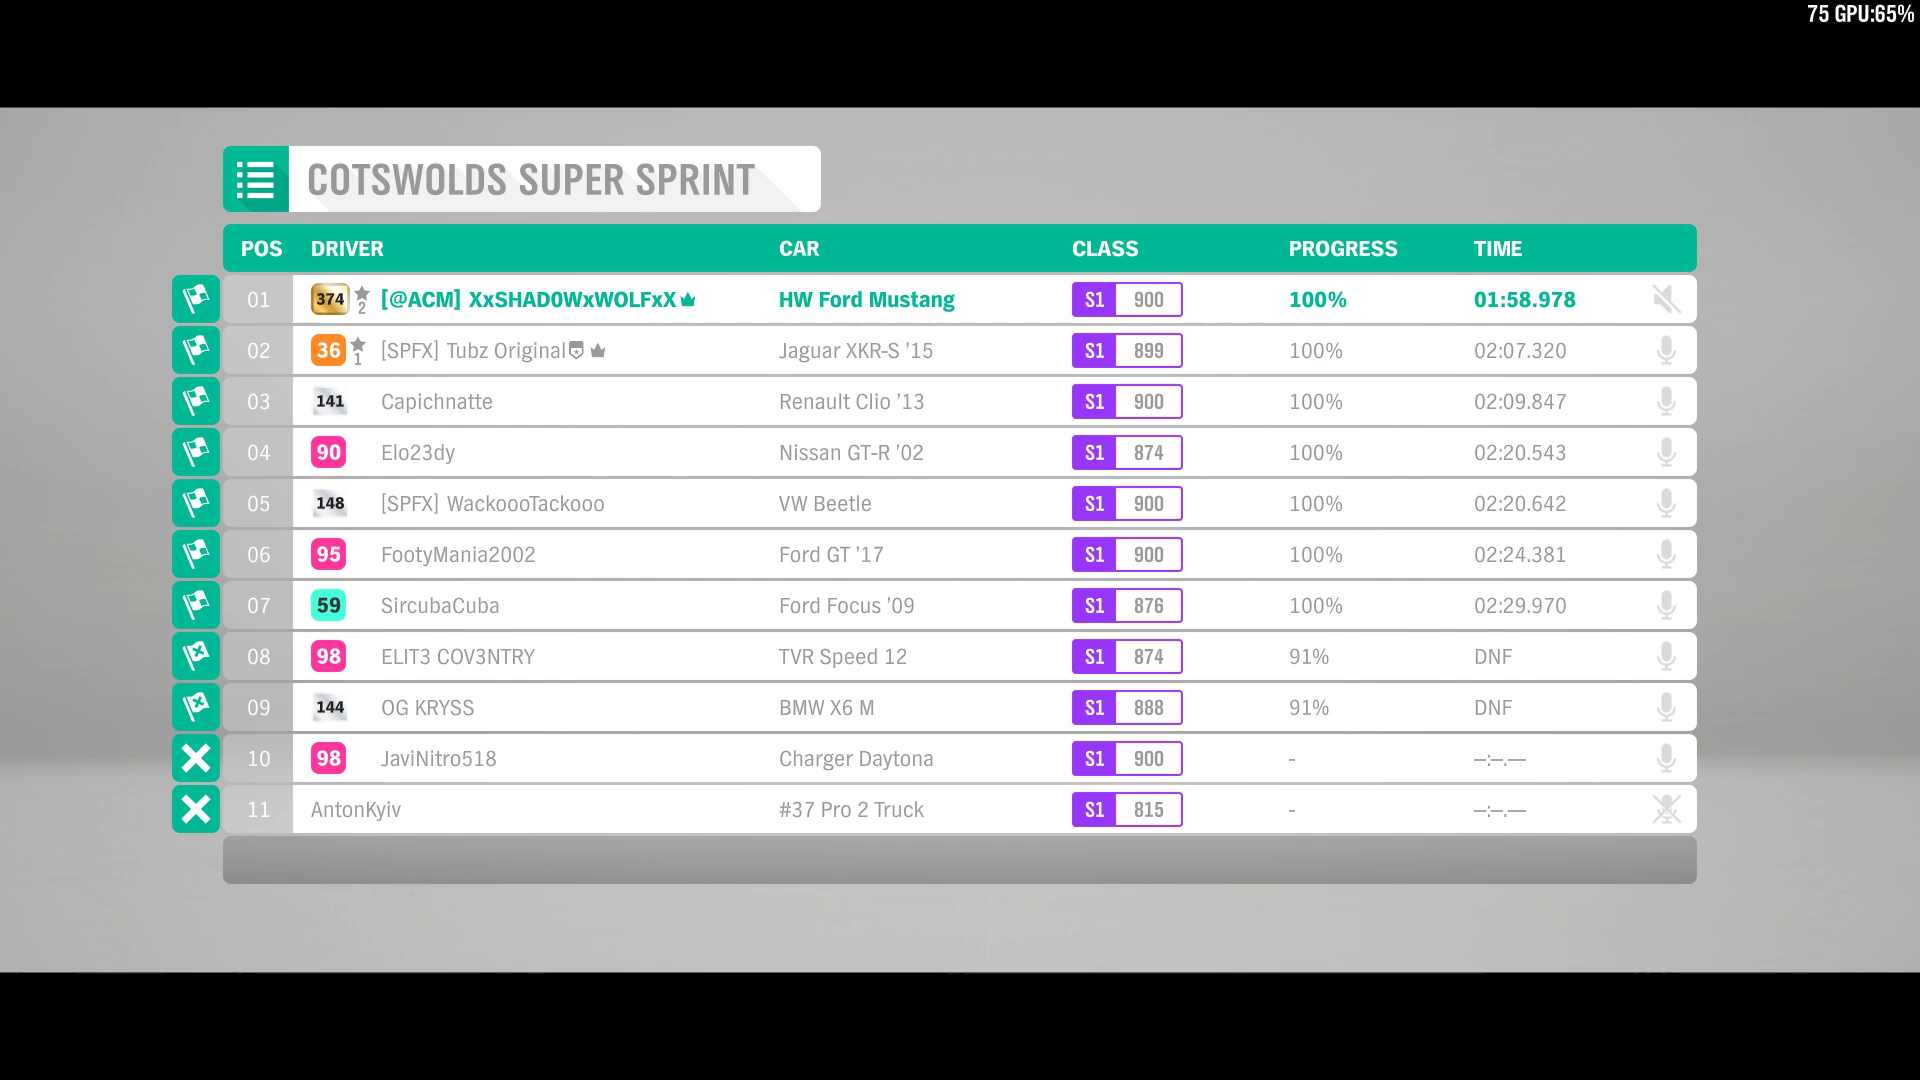 75 GPU:65%
COTSWOLDS SUPER SPRINT
POS DRIVER CAR CLASS PROGRESS TIME
01 374 2 [@ACM] XxSHAD0WxWOLFxX HW Ford Mustang S1 900 100% 01:58.978
02 36 1 [SPFX] Tubz Original Jaguar XKR-S ’15 S1 899 100% 02:07.320
03 141 Capichnatte Renault Clio ’13 S1 900 100% 02:09.847
04 90 Elo23dy Nissan GT-R ’02 S1 874 100% 02:20.543
05 148 [SPFX] WackoooTackooo VW Beetle S1 900 100% 02:20.642
06 95 FootyMania2002 Ford GT ’17 S1 900 100% 02:24.381
07 59 SircubaCuba Ford Focus ’09 S1 876 100% 02:29.970
08 98 ELIT3 COV3NTRY TVR Speed 12 S1 874 91% DNF
09 144 OG KRYSS BMW X6 M S1 888 91% DNF
10 98 JaviNitro518 Charger Daytona S1 900 - –:–.––
11 AntonKyiv #37 Pro 2 Truck S1 815 - –:–.––